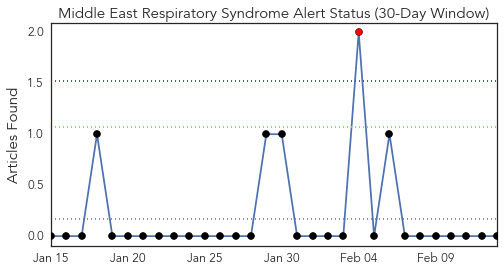 Middle East Respiratory Syndrome Alert Status (30-Day Window)
Articles Found
2.0
1.5
1.0
0.5
0.0
Jan 15 Jan 20 Jan 25 Jan 30 Feb 04 Feb 09